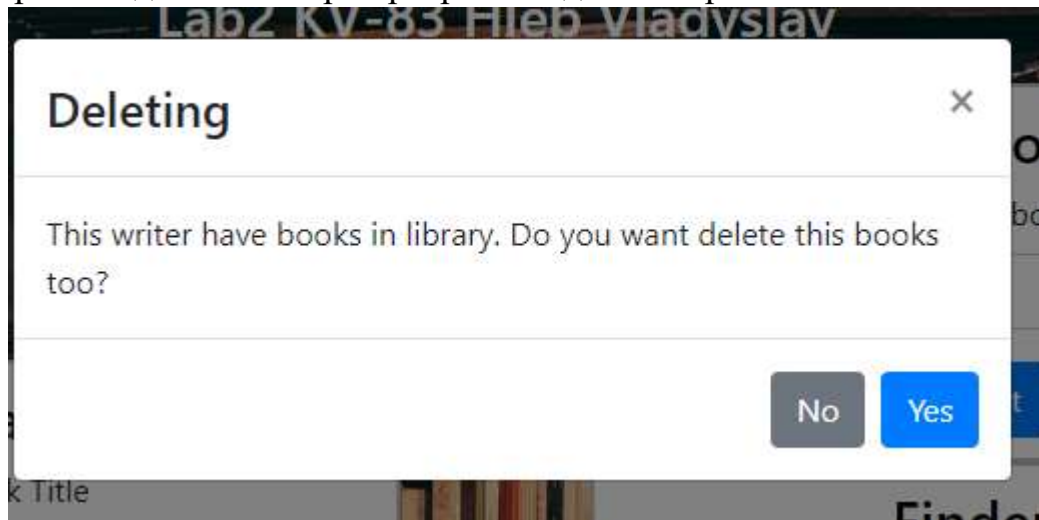 Lab2 KV-83 Hleb Vladyslav
Deleting
×
This writer have books in library. Do you want delete this books
too?
No
Yes
Title